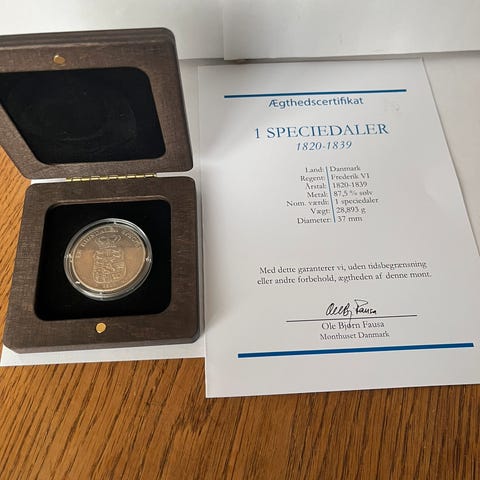 Ægthedscertifikat
1 SPECIEDALER
1820-1839
Land: Danmark
Regent: Frederik VI
Årstal: 1820-1839
Metal: 87,5 % sølv
Nom. værdi: 1 speciedaler
Vægt: 28,893 g
Diameter: 37 mm
Med dette garanterer vi, uden tidsbegrænsning
eller andre forbehold, ægtheden af denne mønt.
Ole Bjørn Fausa
Mønthuset Danmark